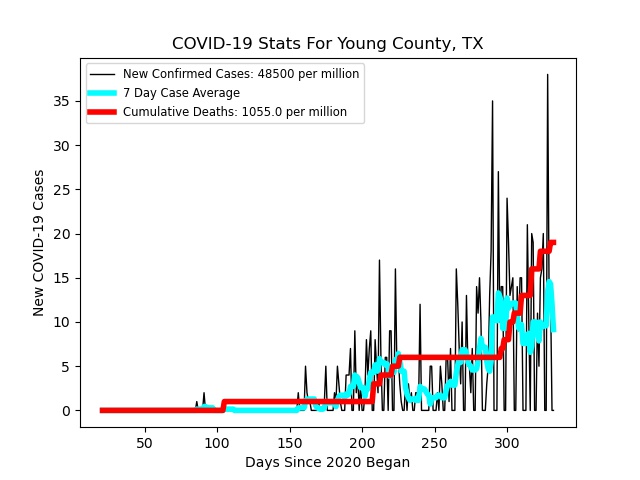 COVID-19 Stats For Young County, TX
New Confirmed Cases: 48500 per million
7 Day Case Average
Cumulative Deaths: 1055.0 per million
New COVID-19 Cases
35
30
25
20
15
10
5
0
50
100
150
200
250
300
Days Since 2020 Began